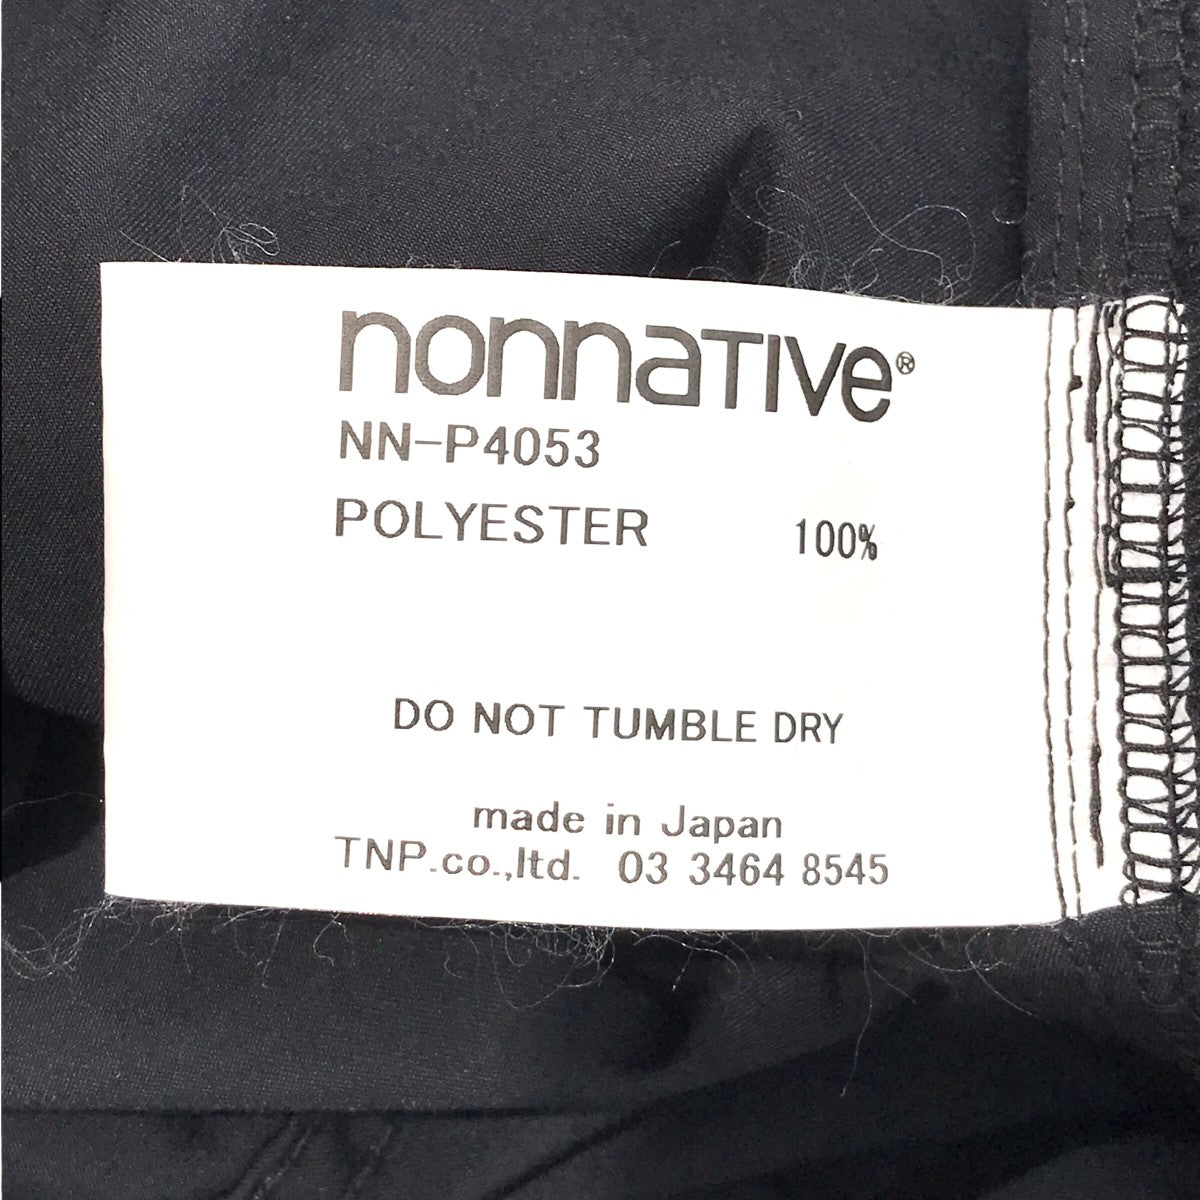 nonnative®
NN-P4053
POLYESTER 100%
DO NOT TUMBLE DRY
made in Japan
TNP.co.,ltd. 03 3464 8545